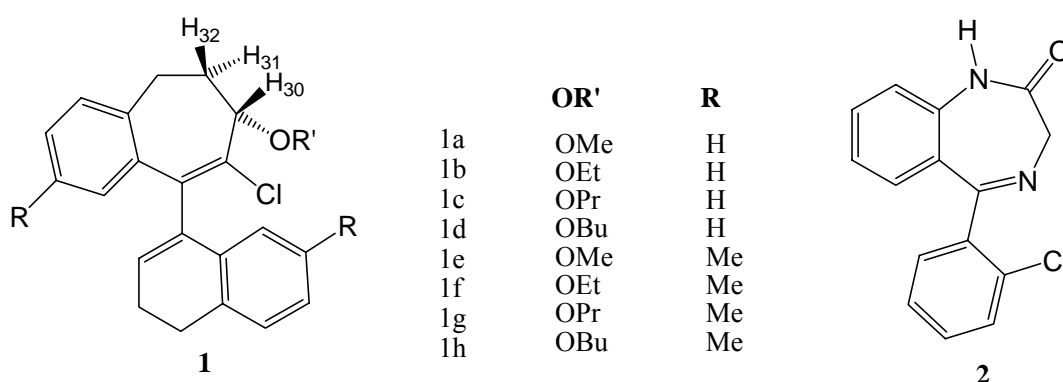 H32
H31
H30
OR'
Cl
R
R
1
OR' R
1a OMe H
1b OEt H
1c OPr H
1d OBu H
1e OMe Me
1f OEt Me
1g OPr Me
1h OBu Me
H
N
O
N
C
2